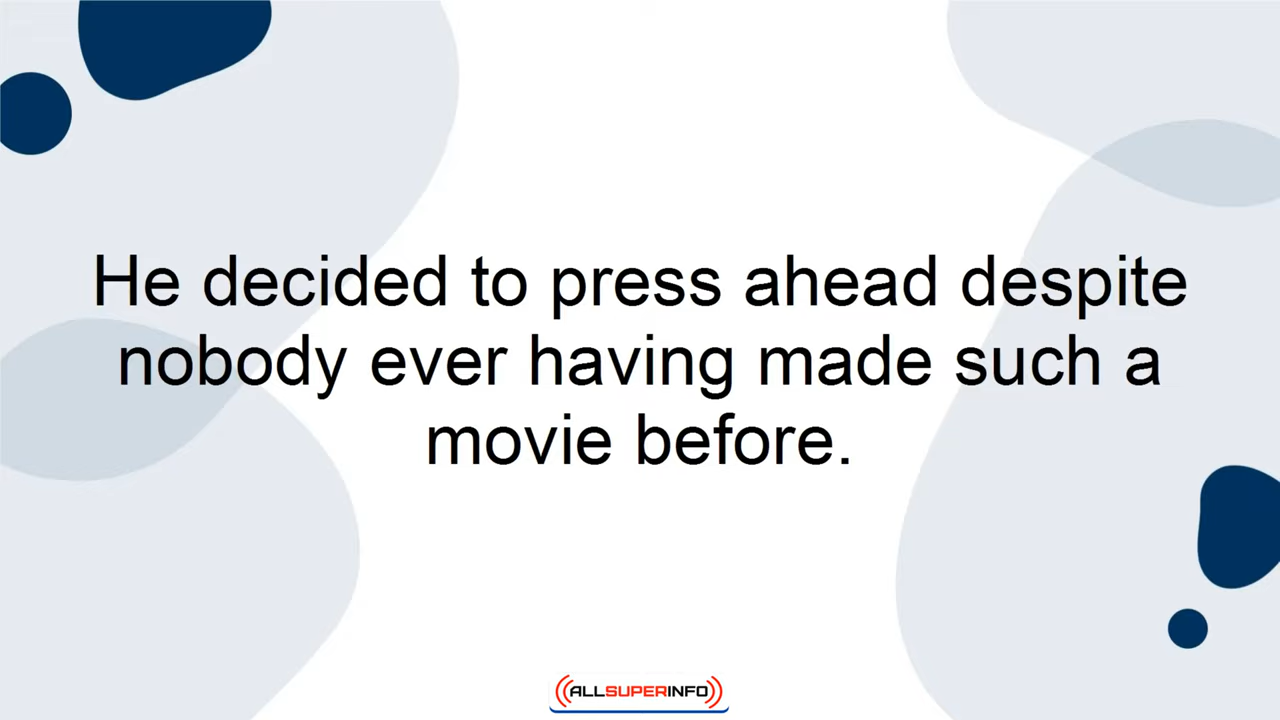 He decided to press ahead despite
nobody ever having made such a
movie before.
ALLSUPERINFO